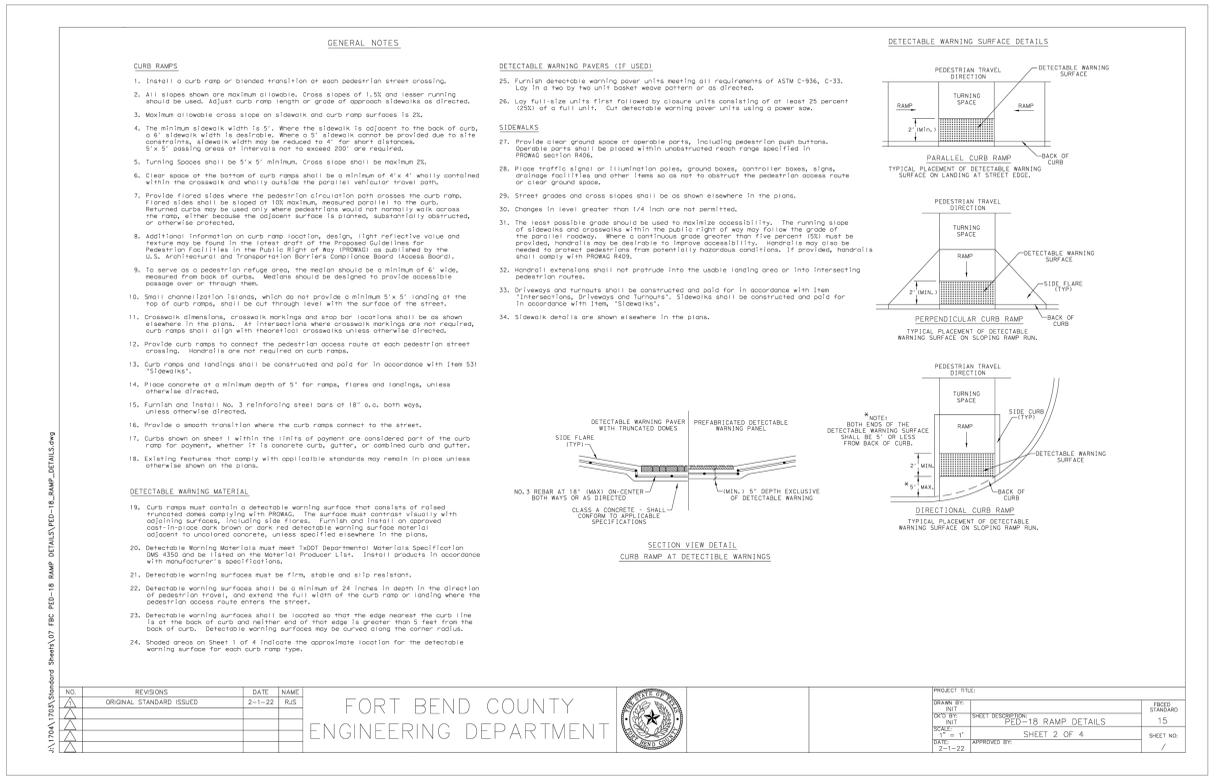 GENERAL NOTES
CURB RAMPS
1. Install a curb ramp or blended transition at each pedestrian street crossing.
2. All slopes shown are maximum allowable. Cross slopes of 1.5% and lesser running
should be used. Adjust curb ramp length or grade of approach sidewalks as directed.
3. Maximum allowable cross slope on sidewalk and curb ramp surfaces is 2%.
4. The minimum sidewalk width is 5'. Where the sidewalk is adjacent to the back of curb,
a 6' sidewalk width is desirable. Where a 5' sidewalk cannot be provided due to site
constraints, sidewalk width may be reduced to 4' for short distances.
5'x 5' passing areas at intervals not to exceed 200' are required.
5. Turning Spaces shall be 5'x 5' minimum. Cross slope shall be maximum 2%.
6. Clear space at the bottom of curb ramps shall be a minimum of 4'x 4' wholly contained
within the crosswalk and wholly outside the parallel vehicular travel path.
7. Provide flared sides where the pedestrian circulation path crosses the curb ramp.
Flared sides shall be sloped at 10% maximum, measured parallel to the curb.
Returned curbs may be used only where pedestrians would not normally walk across
the ramp, either because the adjacent surface is planted, substantially obstructed,
or otherwise protected.
8. Additional information on curb ramp location, design, light reflective value and
texture may be found in the latest draft of the Proposed Guidelines for
Pedestrian Facilities in the Public Right of Way (PROWAG) as published by the
U.S. Architectural and Transportation Barriers Compliance Board (Access Board).
9. To serve as a pedestrian refuge area, the median should be a minimum of 6' wide,
measured from back of curbs. Medians should be designed to provide accessible
passage over or through them.
10. Small channelization islands, which do not provide a minimum 5'x 5' landing at the
top of curb ramps, shall be cut through level with the surface of the street.
11. Crosswalk dimensions, crosswalk markings and stop bar locations shall be as shown
elsewhere in the plans. At intersections where crosswalk markings are not required,
curb ramps shall align with theoretical crosswalks unless otherwise directed.
12. Provide curb ramps to connect the pedestrian access route at each pedestrian street
crossing. Handrails are not required on curb ramps.
13. Curb ramps and landings shall be constructed and paid for in accordance with Item 531
"Sidewalks".
14. Place concrete at a minimum depth of 5" for ramps, flares and landings, unless
otherwise directed.
15. Furnish and install No. 3 reinforcing steel bars at 18" o.c. both ways,
unless otherwise directed.
16. Provide a smooth transition where the curb ramps connect to the street.
17. Curbs shown on sheet 1 within the limits of payment are considered part of the curb
ramp for payment, whether it is concrete curb, gutter, or combined curb and gutter.
18. Existing features that comply with applicable standards may remain in place unless
otherwise shown on the plans.
DETECTABLE WARNING MATERIAL
19. Curb ramps must contain a detectable warning surface that consists of raised
truncated domes complying with PROWAG. The surface must contrast visually with
adjoining surfaces, including side flares. Furnish and install an approved
cast-in-place dark brown or dark red detectable warning surface material
adjacent to uncolored concrete, unless specified elsewhere in the plans.
20. Detectable Warning Materials must meet TxDOT Departmental Materials Specification
DMS 4350 and be listed on the Material Producer List. Install products in accordance
with manufacturer's specifications.
21. Detectable warning surfaces must be firm, stable and slip resistant.
22. Detectable warning surfaces shall be a minimum of 24 inches in depth in the direction
of pedestrian travel, and extend the full width of the curb ramp or landing where the
pedestrian access route enters the street.
23. Detectable warning surfaces shall be located so that the edge nearest the curb line
is at the back of curb and neither end of that edge is greater than 5 feet from the
back of curb. Detectable warning surfaces may be curved along the corner radius.
24. Shaded areas on Sheet 1 of 4 indicate the approximate location for the detectable
warning surface for each curb ramp type.
DETECTABLE WARNING PAVERS (IF USED)
25. Furnish detectable warning paver units meeting all requirements of ASTM C-936, C-33.
Lay in a two by two unit basket weave pattern or as directed.
26. Lay full-size units first followed by closure units consisting of at least 25 percent
(25%) of a full unit. Cut detectable warning paver units using a power saw.
SIDEWALKS
27. Provide clear ground space at operable parts, including pedestrian push buttons.
Operable parts shall be placed within unobstructed reach range specified in
PROWAG section R406.
28. Place traffic signal or illumination poles, ground boxes, controller boxes, signs,
drainage facilities and other items so as not to obstruct the pedestrian access route
or clear ground space.
29. Street grades and cross slopes shall be as shown elsewhere in the plans.
30. Changes in level greater than 1/4 inch are not permitted.
31. The least possible grade should be used to maximize accessibility. The running slope
of sidewalks and crosswalks within the public right of way may follow the grade of
the parallel roadway. Where a continuous grade greater than five percent (5%) must be
provided, handrails may be desirable to improve accessibility. Handrails may also be
needed to protect pedestrians from potentially hazardous conditions. If provided, handrails
shall comply with PROWAG R409.
32. Handrail extensions shall not protrude into the usable landing area or into intersecting
pedestrian routes.
33. Driveways and turnouts shall be constructed and paid for in accordance with Item
"Intersections, Driveways and Turnouts". Sidewalks shall be constructed and paid for
in accordance with Item, "Sidewalks".
34. Sidewalk details are shown elsewhere in the plans.
DETECTABLE WARNING PAVER
WITH TRUNCATED DOMES
PREFABRICATED DETECTABLE
WARNING PANEL
SIDE FLARE
(TYP)
NO.3 REBAR AT 18" (MAX) ON-CENTER
BOTH WAYS OR AS DIRECTED
(MIN.) 5" DEPTH EXCLUSIVE
OF DETECTABLE WARNING
CLASS A CONCRETE - SHALL
CONFORM TO APPLICABLE
SPECIFICATIONS
SECTION VIEW DETAIL
CURB RAMP AT DETECTIBLE WARNINGS
DETECTABLE WARNING SURFACE DETAILS
PEDESTRIAN TRAVEL
DIRECTION
DETECTABLE WARNING
SURFACE
TURNING
SPACE
RAMP
RAMP
2' (Min.)
BACK OF
CURB
PARALLEL CURB RAMP
TYPICAL PLACEMENT OF DETECTABLE WARNING
SURFACE ON LANDING AT STREET EDGE.
PEDESTRIAN TRAVEL
DIRECTION
RAMP
DETECTABLE WARNING
SURFACE
2' (MIN.)
SIDE FLARE
(TYP)
BACK OF
CURB
PERPENDICULAR CURB RAMP
TYPICAL PLACEMENT OF DETECTABLE
WARNING SURFACE ON SLOPING RAMP RUN.
PEDESTRIAN TRAVEL
DIRECTION
TURNING
SPACE
*NOTE:
BOTH ENDS OF THE
DETECTABLE WARNING SURFACE
SHALL BE 5' OR LESS
FROM BACK OF CURB.
RAMP
SIDE CURB
(TYP)
DETECTABLE WARNING
SURFACE
2' MIN.
* 5' MAX.
BACK OF
CURB
DIRECTIONAL CURB RAMP
TYPICAL PLACEMENT OF DETECTABLE
WARNING SURFACE ON SLOPING RAMP RUN.
J:\1704\1703\Standard Sheets\07 FBC PED-18 RAMP DETAILS\PED-18_RAMP_DETAILS.dwg
NO. REVISIONS DATE NAME
1 ORIGINAL STANDARD ISSUED 2-1-22 RJS
FORT BEND COUNTY
ENGINEERING DEPARTMENT
THE STATE OF TEXAS
FORT BEND COUNTY
PROJECT TITLE:
DRAWN BY:
INIT
CK'D BY:
INIT
SHEET DESCRIPTION:
PED-18 RAMP DETAILS
SCALE:
1" = 1'
SHEET 2 OF 4
DATE:
2-1-22
APPROVED BY:
FBCED
STANDARD
15
SHEET NO:
/